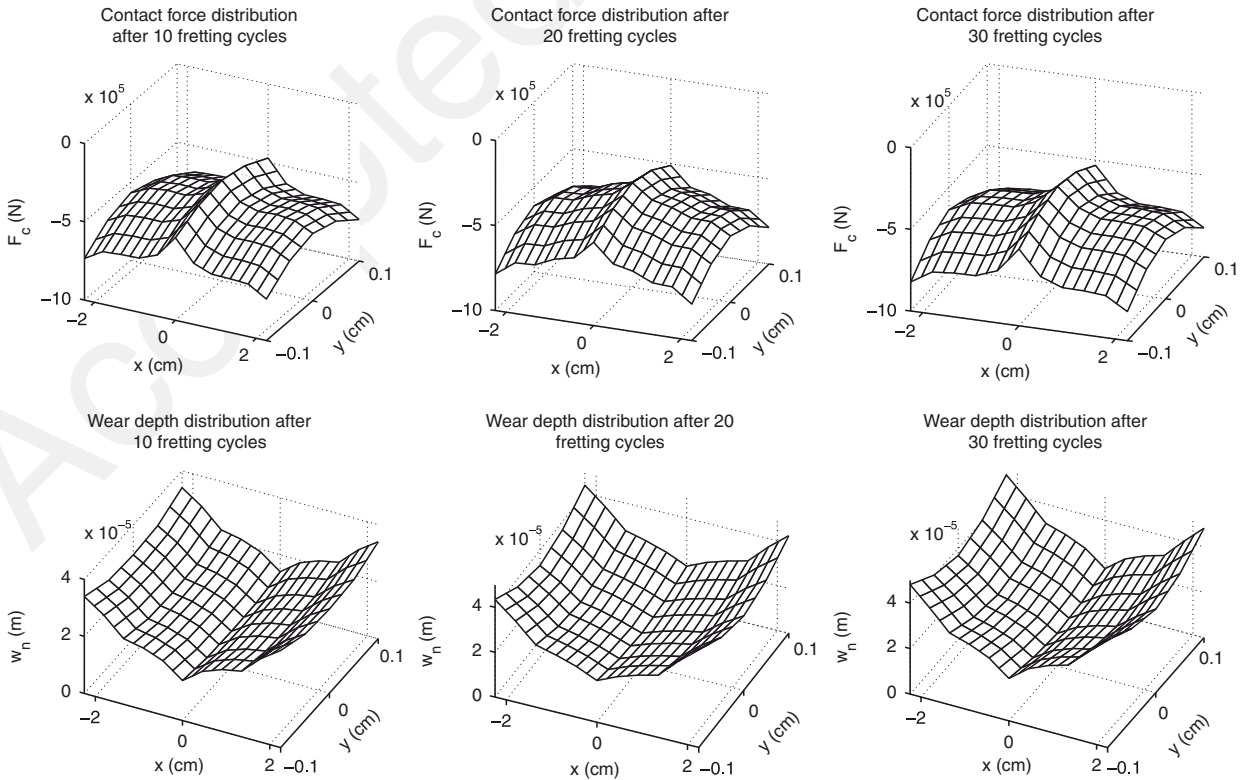 Contact force distribution
after 10 fretting cycles
x 10^5
0
−5
−10
F_c (N)
−2
0
2
x (cm)
−0.1
0
0.1
y (cm)
Contact force distribution after
20 fretting cycles
x 10^5
0
−5
−10
F_c (N)
−2
0
2
x (cm)
−0.1
0
0.1
y (cm)
Contact force distribution after
30 fretting cycles
x 10^5
0
−5
−10
F_c (N)
−2
0
2
x (cm)
−0.1
0
0.1
y (cm)
Wear depth distribution after
10 fretting cycles
x 10^−5
4
2
0
w_n (m)
−2
0
2
x (cm)
−0.1
0
0.1
y (cm)
Wear depth distribution after 20
fretting cycles
x 10^−5
4
2
0
w_n (m)
−2
0
2
x (cm)
−0.1
0
0.1
y (cm)
Wear depth distribution after
30 fretting cycles
x 10^−5
4
2
0
w_n (m)
−2
0
2
x (cm)
−0.1
0
0.1
y (cm)
Accepted